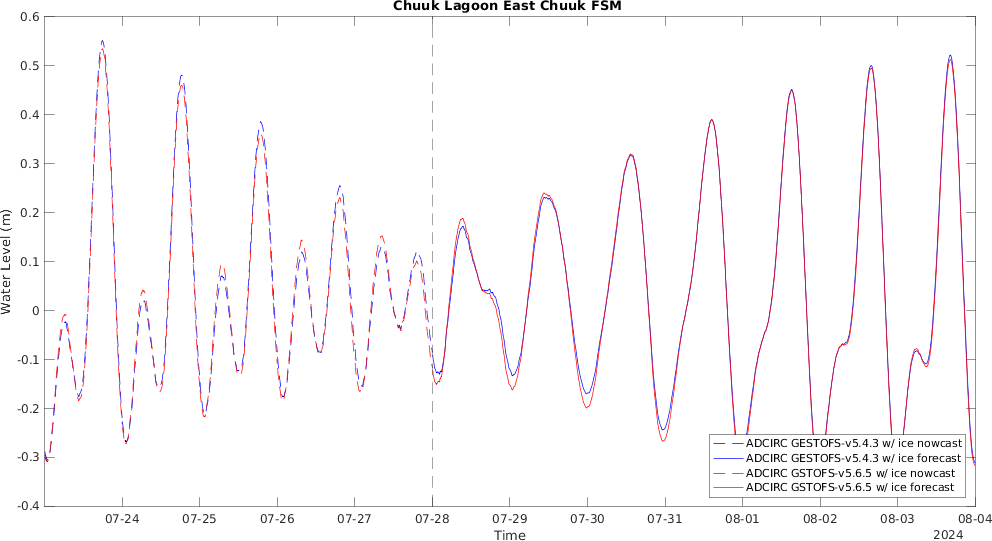 Chuuk Lagoon East Chuuk FSM
0.6
0.5
0.4
0.3
0.2
0.1
0
-0.1
-0.2
-0.3
-0.4
Water Level (m)
ADCIRC GESTOFS-v5.4.3 w/ ice nowcast
ADCIRC GESTOFS-v5.4.3 w/ ice forecast
ADCIRC GSTOFS-v5.6.5 w/ ice nowcast
ADCIRC GSTOFS-v5.6.5 w/ ice forecast
07-24 07-25 07-26 07-27 07-28 07-29 07-30 07-31 08-01 08-02 08-03 08-04
Time
2024